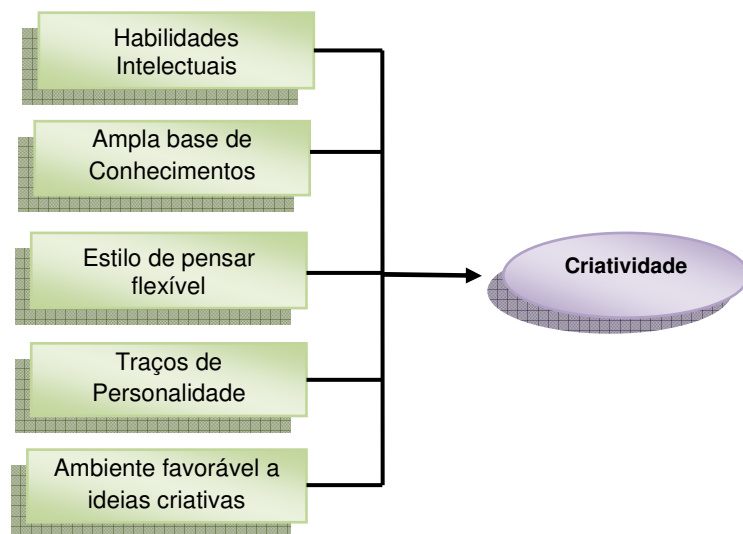 Habilidades
Intelectuais
Ampla base de
Conhecimentos
Estilo de pensar
flexível
Criatividade
Traços de
Personalidade
Ambiente favorável a
ideias criativas